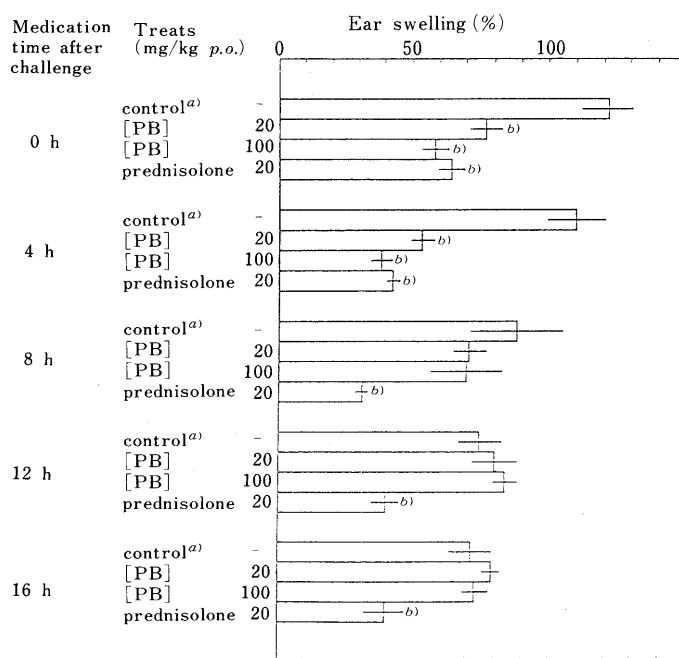 Medication time after challenge
Treats (mg/kg p.o.)
Ear swelling (%)
0 50 100
0 h
control a) -
[PB] 20 b)
[PB] 100 b)
prednisolone 20 b)
4 h
control a) -
[PB] 20 b)
[PB] 100 b)
prednisolone 20 b)
8 h
control a) -
[PB] 20
[PB] 100
prednisolone 20 b)
12 h
control a) -
[PB] 20
[PB] 100
prednisolone 20 b)
16 h
control a) -
[PB] 20
[PB] 100
prednisolone 20 b)